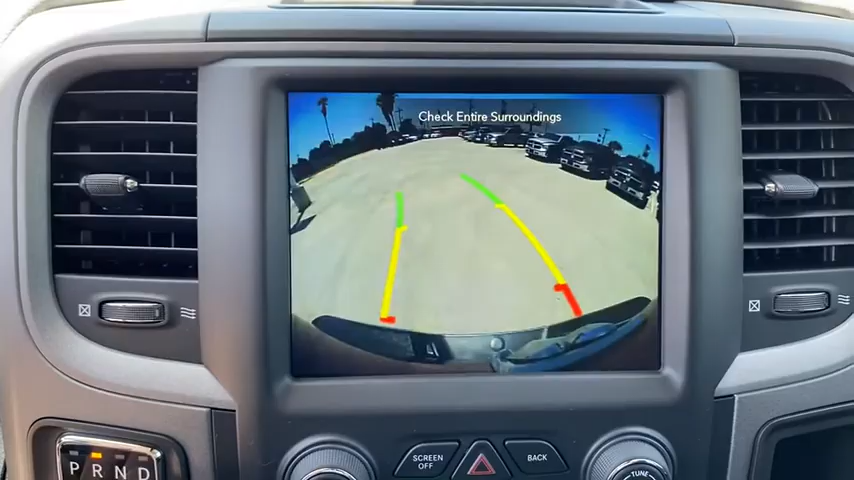 Check Entire Surroundings
P R N D
SCREEN OFF
BACK
TUNE